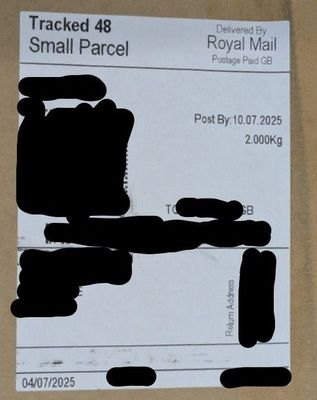 Tracked 48
Small Parcel
Delivered By
Royal Mail
Postage Paid GB
Post By:10.07.2025
2.000Kg
GB
Return Address
04/07/2025